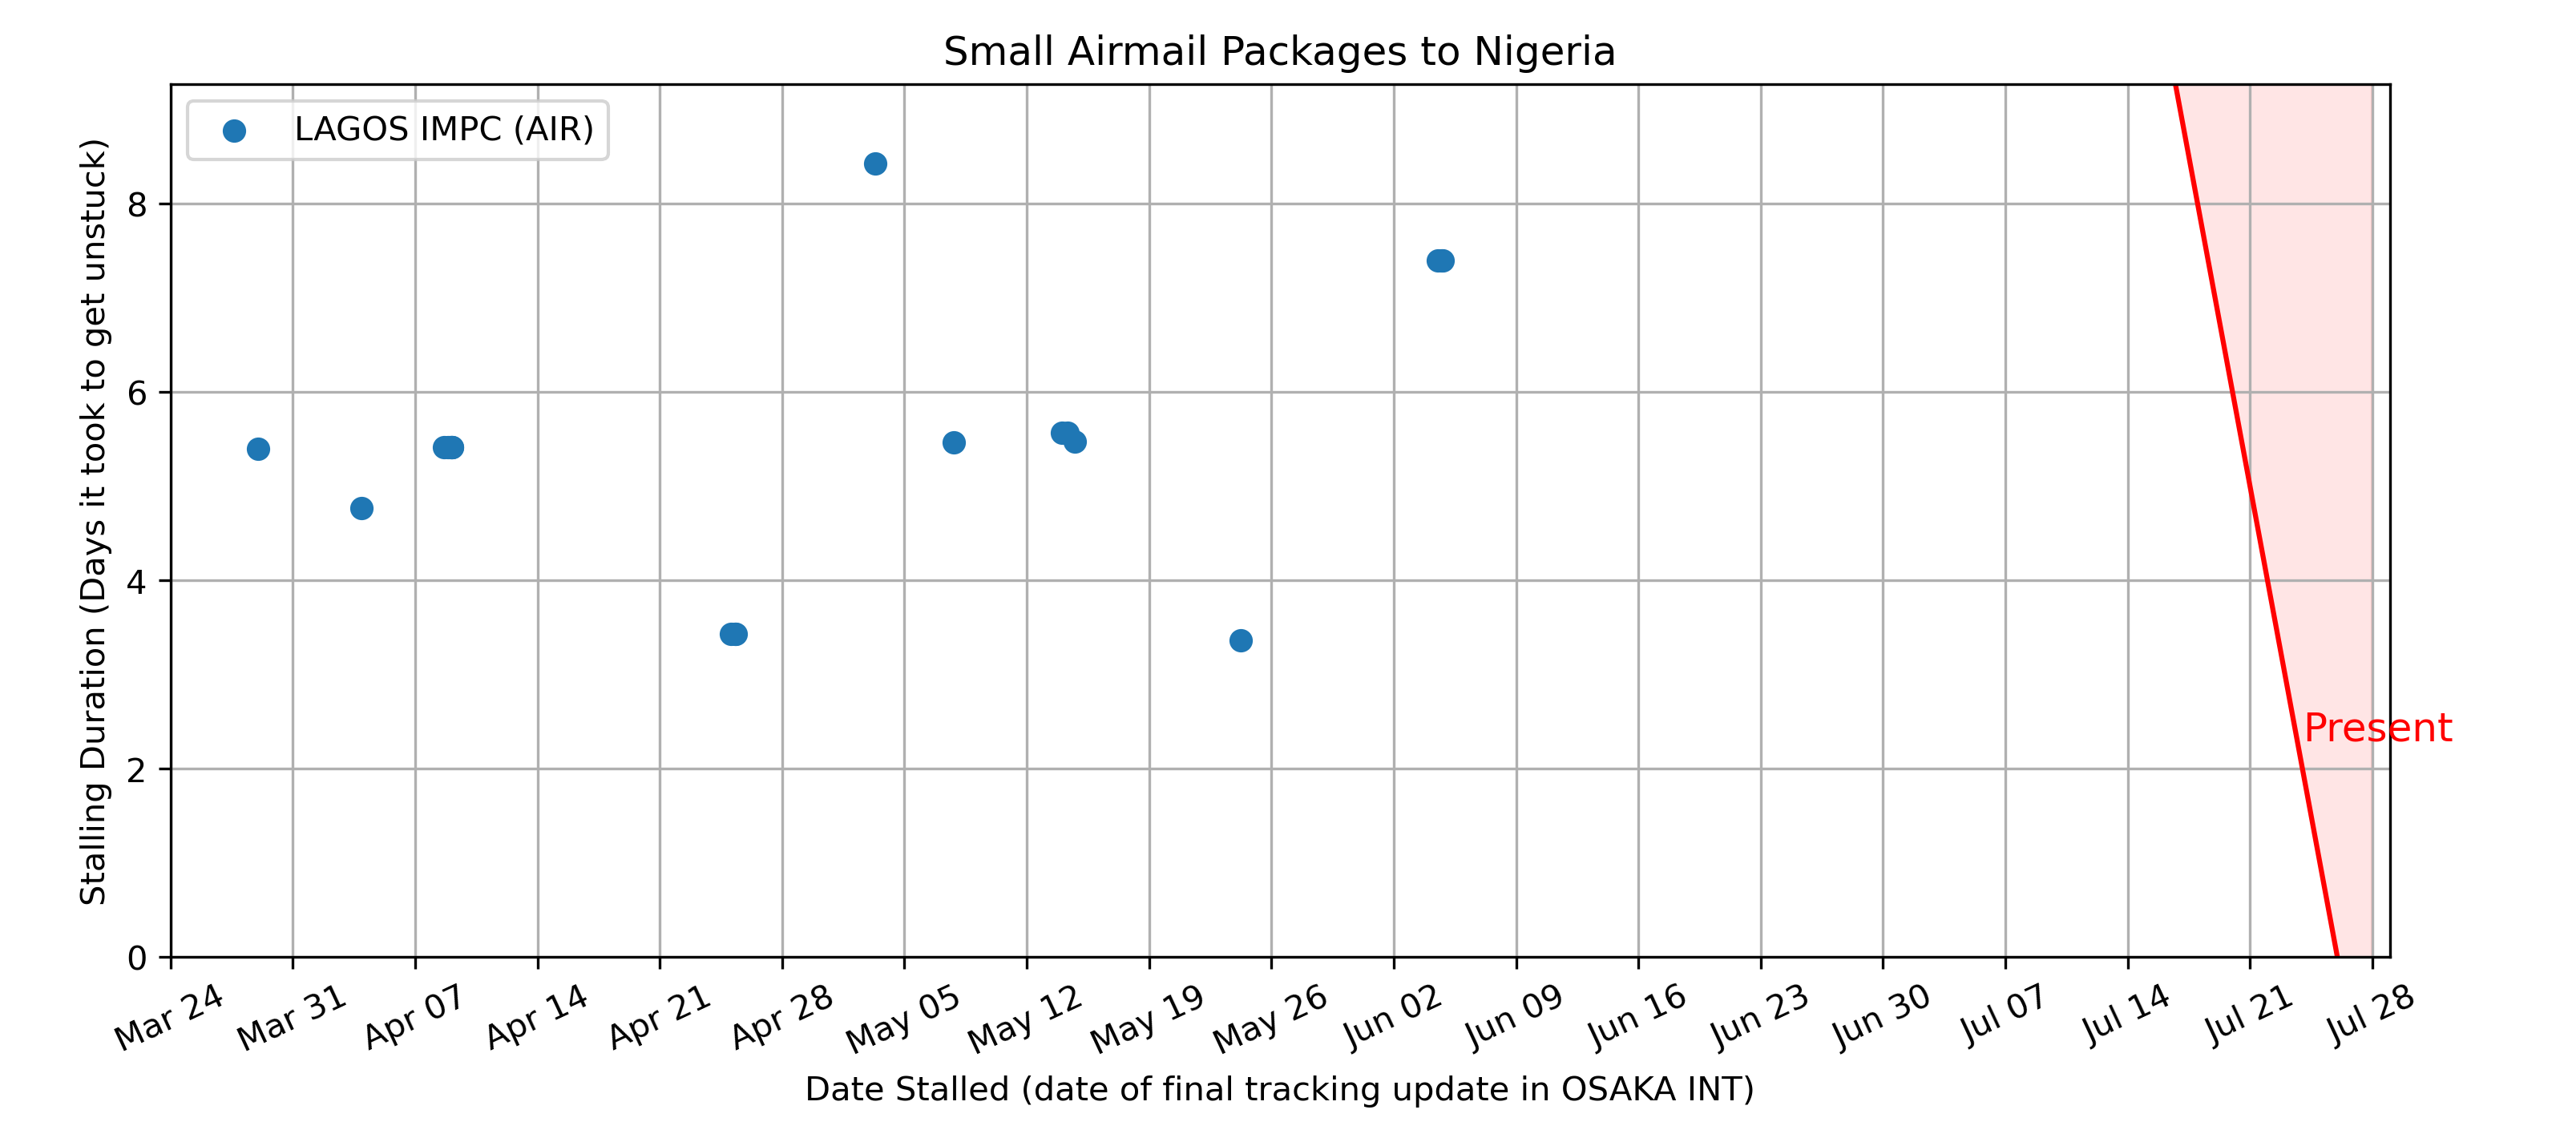 Small Airmail Packages to Nigeria
LAGOS IMPC (AIR)
Stalling Duration (Days it took to get unstuck)
8
6
4
2
0
Present
Mar 24
Mar 31
Apr 07
Apr 14
Apr 21
Apr 28
May 05
May 12
May 19
May 26
Jun 02
Jun 09
Jun 16
Jun 23
Jun 30
Jul 07
Jul 14
Jul 21
Jul 28
Date Stalled (date of final tracking update in OSAKA INT)